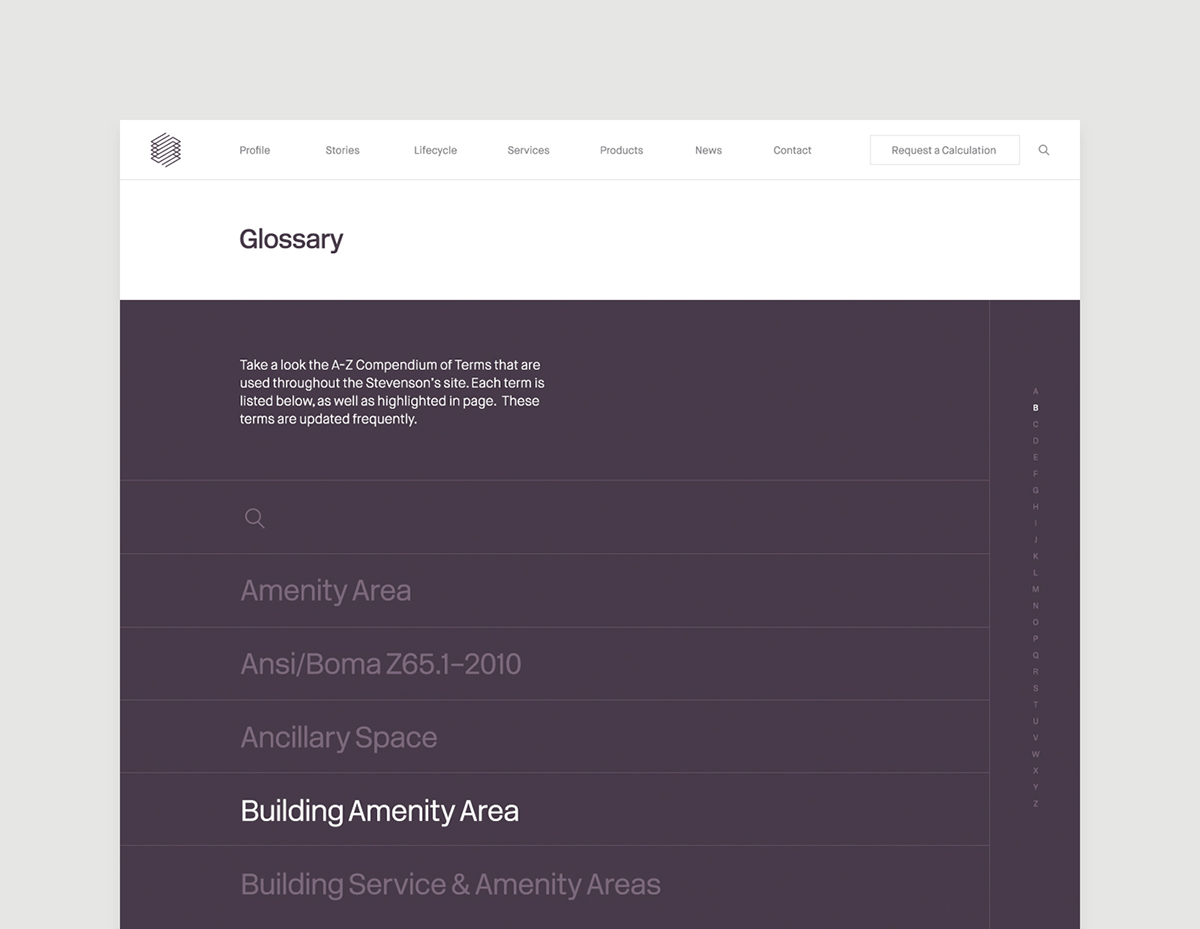 Profile
Stories
Lifecycle
Services
Products
News
Contact
Request a Calculation
Glossary
Take a look the A-Z Compendium of Terms that are
used throughout the Stevenson's site. Each term is
listed below, as well as highlighted in page. These
terms are updated frequently.
Amenity Area
Ansi/Boma Z65.1-2010
Ancillary Space
Building Amenity Area
Building Service & Amenity Areas
A
B
C
D
E
F
G
H
I
J
K
L
M
N
O
P
Q
R
S
T
U
V
W
X
Y
Z